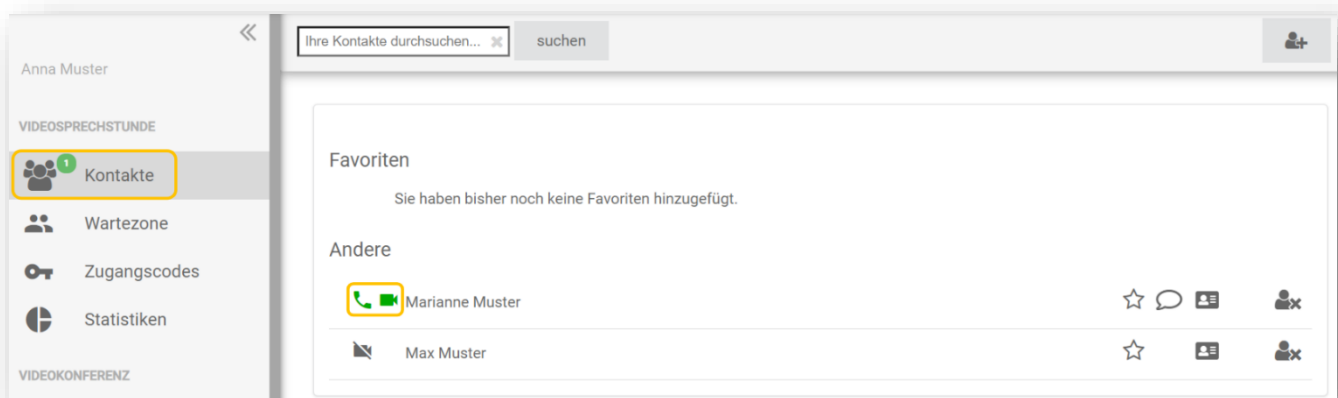 Ihre Kontakte durchsuchen... suchen
Anna Muster
VIDEOSPRECHSTUNDE
1
Kontakte
Wartezone
Zugangscodes
Statistiken
VIDEOKONFERENZ
Favoriten
Sie haben bisher noch keine Favoriten hinzugefügt.
Andere
Marianne Muster
Max Muster